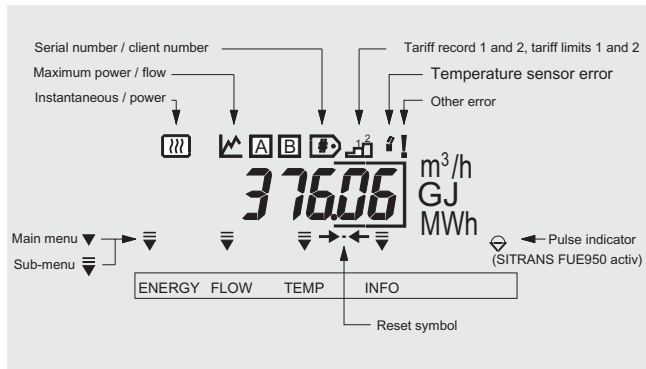 Serial number / client number
Tariff record 1 and 2, tariff limits 1 and 2
Maximum power / flow
Temperature sensor error
Instantaneous / power
Other error
A B # 1 2 !
376.06
m³/h
GJ
MWh
Main menu ▼
Sub-menu
Pulse indicator
(SITRANS FUE950 activ)
ENERGY FLOW TEMP INFO
Reset symbol